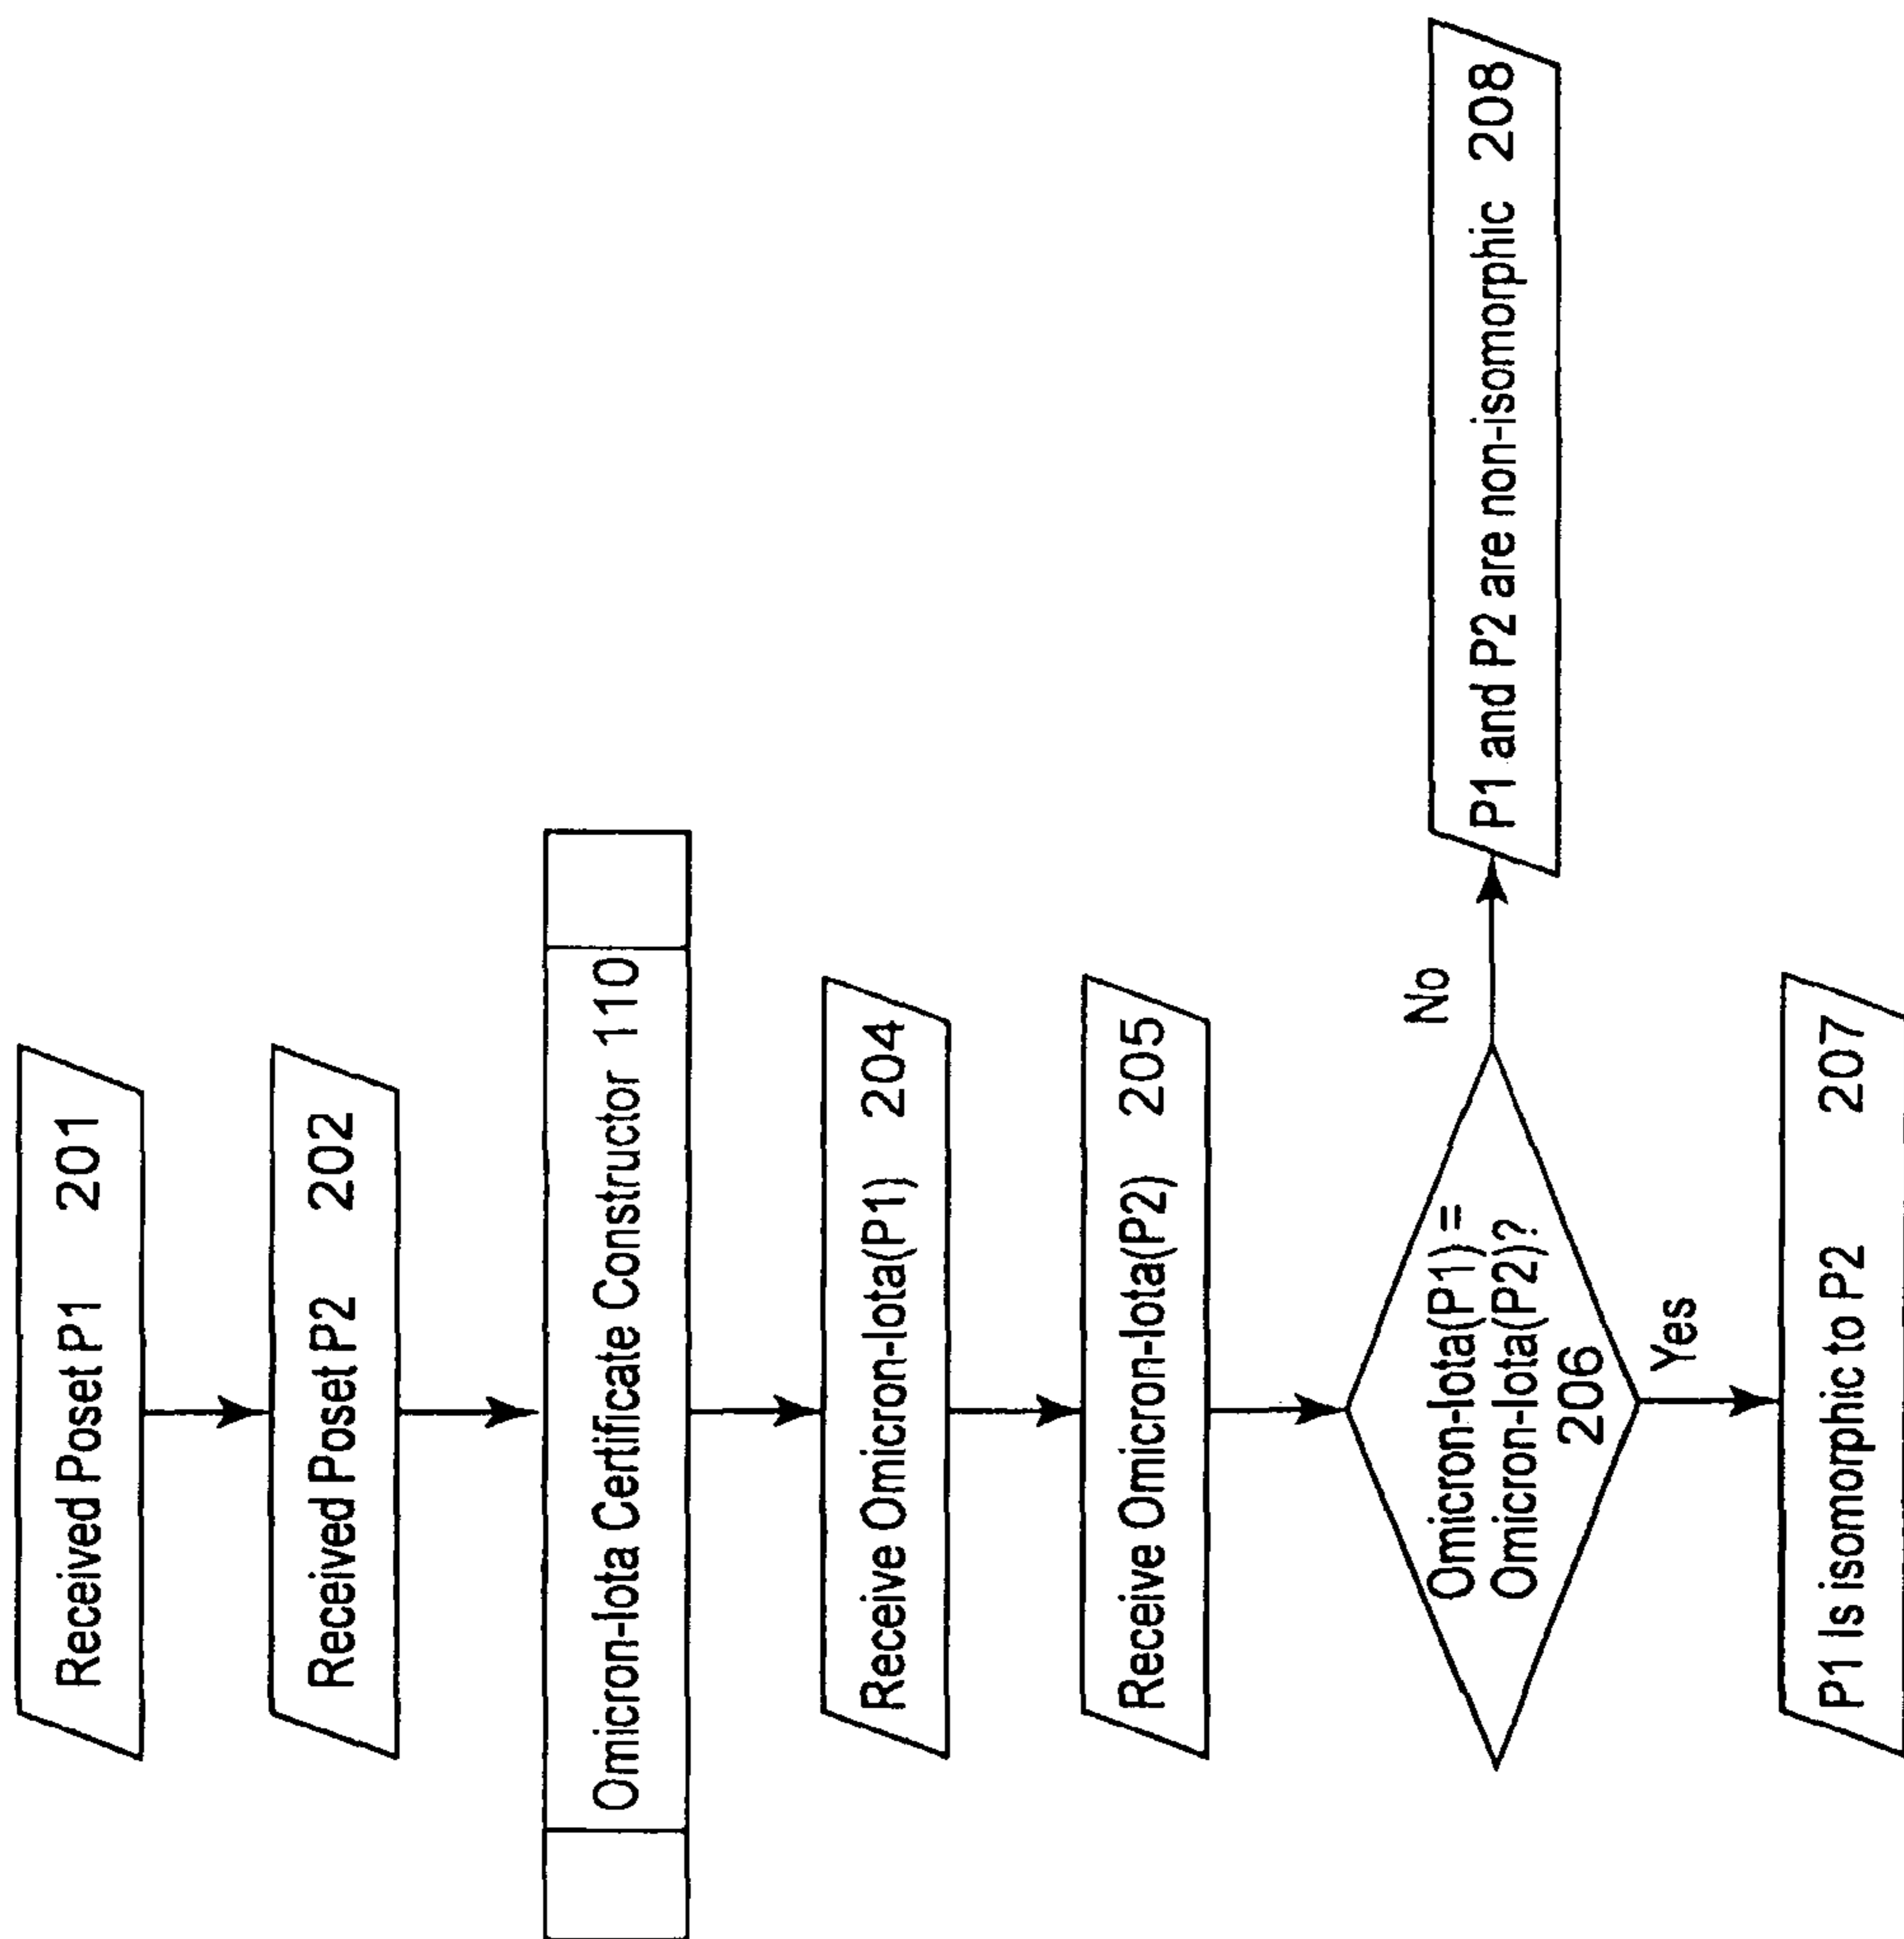 Received Poset P1 201
Received Poset P2 202
Omicron-Iota Certificate Constructor 110
Receive Omicron-Iota(P1) 204
Receive Omicron-Iota(P2) 205
Omicron-Iota(P1) =
Omicron-Iota(P2)?
206
No
P1 and P2 are non-isomorphic 208
Yes
P1 Is isomorphic to P2 207